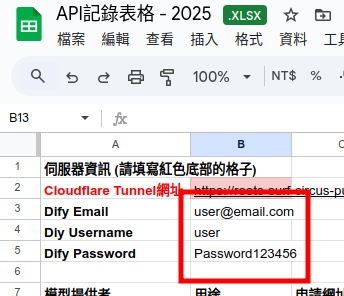 API記錄表格 - 2025 .XLSX
檔案 編輯 查看 插入 格式 資料
100% NT$ %
B13 fx
A B
1 伺服器資訊 (請填寫紅色底部的格子)
2 Cloudflare Tunnel網址 https://roots-surf-circus-pu
3 Dify Email user@email.com
4 Diy Username user
5 Dify Password Password123456
6
7 模型提供者 用途 申請網址